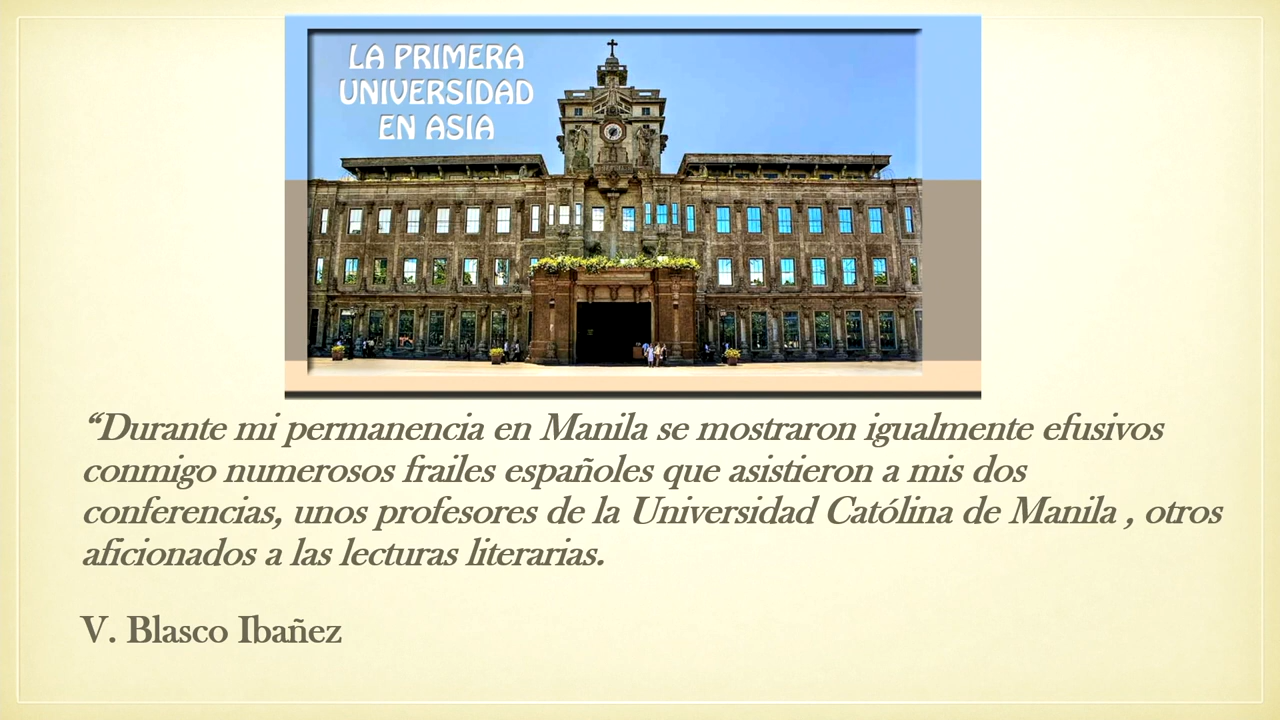 LA PRIMERA
UNIVERSIDAD
EN ASIA
“Durante mi permanencia en Manila se mostraron igualmente efusivos
conmigo numerosos frailes españoles que asistieron a mis dos
conferencias, unos profesores de la Universidad Católina de Manila , otros
aficionados a las lecturas literarias.
V. Blasco Ibañez